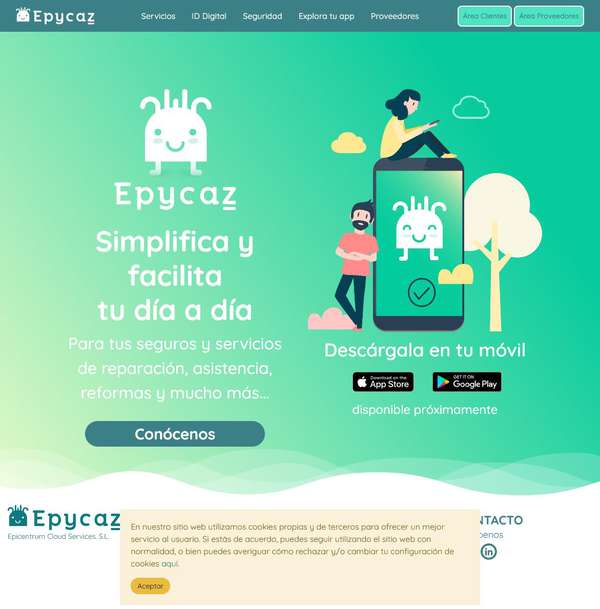 Epycaz
Servicios
ID Digital
Seguridad
Explora tu app
Proveedores
Área Clientes
Área Proveedores
Epycaz
Simplifica y
facilita
tu día a día
Para tus seguros y servicios
de reparación, asistencia,
reformas y mucho más...
Conócenos
Descárgala en tu móvil
Download on the
App Store
GET IT ON
Google Play
disponible próximamente
Epycaz
Epicentrum Cloud Services. S.L.
En nuestro sitio web utilizamos cookies propias y de terceros para ofrecer un mejor
servicio al usuario. Si estás de acuerdo, puedes seguir utilizando el sitio web con
normalidad, o bien puedes averiguar cómo rechazar y/o cambiar tu configuración de
cookies aquí.
Aceptar
in